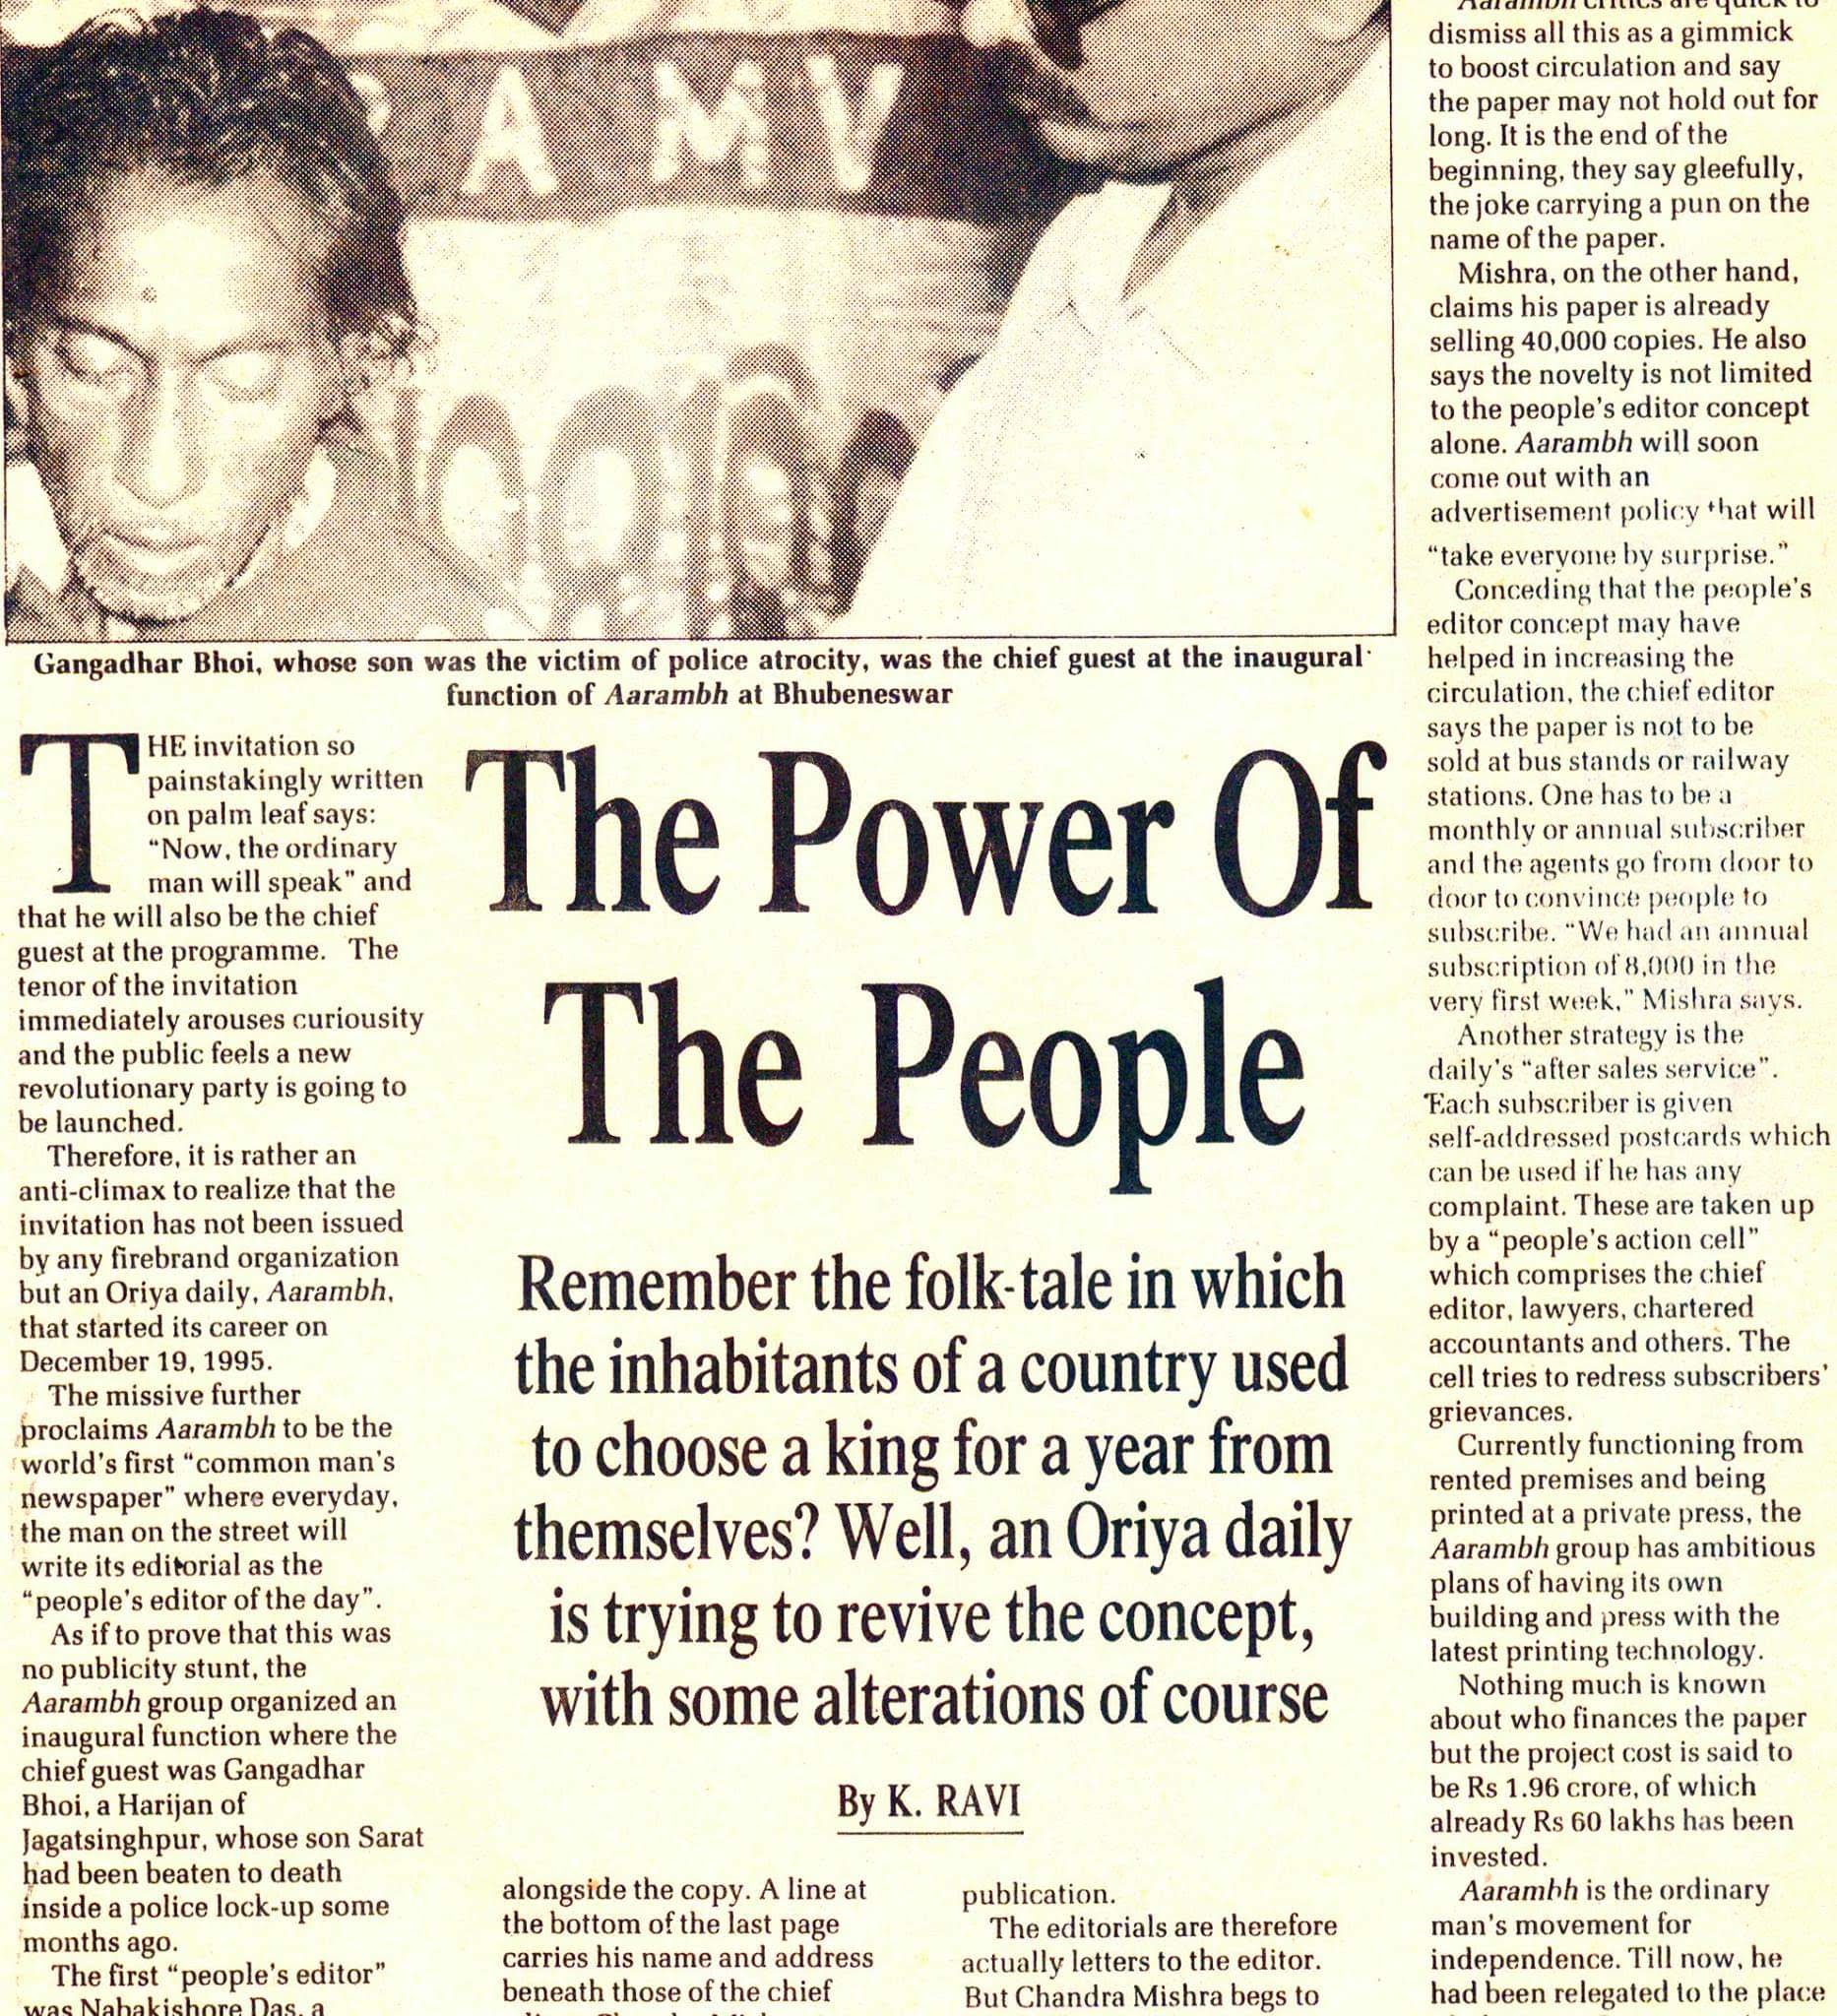 A M V
Gangadhar Bhoi, whose son was the victim of police atrocity, was the chief guest at the inaugural
function of Aarambh at Bhubeneswar
The Power Of
The People
Remember the folk-tale in which
the inhabitants of a country used
to choose a king for a year from
themselves? Well, an Oriya daily
is trying to revive the concept,
with some alterations of course
By K. RAVI
THE invitation so
painstakingly written
on palm leaf says:
“Now, the ordinary
man will speak” and
that he will also be the chief
guest at the programme. The
tenor of the invitation
immediately arouses curiousity
and the public feels a new
revolutionary party is going to
be launched.
Therefore, it is rather an
anti-climax to realize that the
invitation has not been issued
by any firebrand organization
but an Oriya daily, Aarambh,
that started its career on
December 19, 1995.
The missive further
proclaims Aarambh to be the
world's first “common man's
newspaper” where everyday,
the man on the street will
write its editorial as the
“people's editor of the day”.
As if to prove that this was
no publicity stunt, the
Aarambh group organized an
inaugural function where the
chief guest was Gangadhar
Bhoi, a Harijan of
Jagatsinghpur, whose son Sarat
had been beaten to death
inside a police lock-up some
months ago.
The first “people's editor”
was Nabakishore Das, a
alongside the copy. A line at
the bottom of the last page
carries his name and address
beneath those of the chief
publication.
The editorials are therefore
actually letters to the editor.
But Chandra Mishra begs to
Aarambh critics are quick to
dismiss all this as a gimmick
to boost circulation and say
the paper may not hold out for
long. It is the end of the
beginning, they say gleefully,
the joke carrying a pun on the
name of the paper.
Mishra, on the other hand,
claims his paper is already
selling 40,000 copies. He also
says the novelty is not limited
to the people's editor concept
alone. Aarambh will soon
come out with an
advertisement policy that will
“take everyone by surprise.”
Conceding that the people's
editor concept may have
helped in increasing the
circulation, the chief editor
says the paper is not to be
sold at bus stands or railway
stations. One has to be a
monthly or annual subscriber
and the agents go from door to
door to convince people to
subscribe. “We had an annual
subscription of 8,000 in the
very first week,” Mishra says.
Another strategy is the
daily's “after sales service”.
Each subscriber is given
self-addressed postcards which
can be used if he has any
complaint. These are taken up
by a “people's action cell”
which comprises the chief
editor, lawyers, chartered
accountants and others. The
cell tries to redress subscribers'
grievances.
Currently functioning from
rented premises and being
printed at a private press, the
Aarambh group has ambitious
plans of having its own
building and press with the
latest printing technology.
Nothing much is known
about who finances the paper
but the project cost is said to
be Rs 1.96 crore, of which
already Rs 60 lakhs has been
invested.
Aarambh is the ordinary
man's movement for
independence. Till now, he
had been relegated to the place